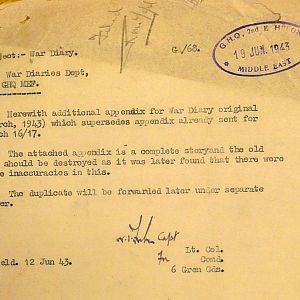 ject:- War Diary.
G/68.
G.H.Q. 2nd E
19 JUN. 1943
MIDDLE EAST
War Diaries Dept,
GHQ MEF.
Herewith additional appendix for War Diary original
rch, 1943) which supersedes appendix already sent for
ch 16/17.
The attached appendix is a complete storyand the old
should be destroyed as it was later found that there were
e inaccuracies in this.
The duplicate will be forwarded later under separate
er.
Capt
for
Lt. Col.
Comd.
6 Gren Gds.
eld. 12 Jun 43.